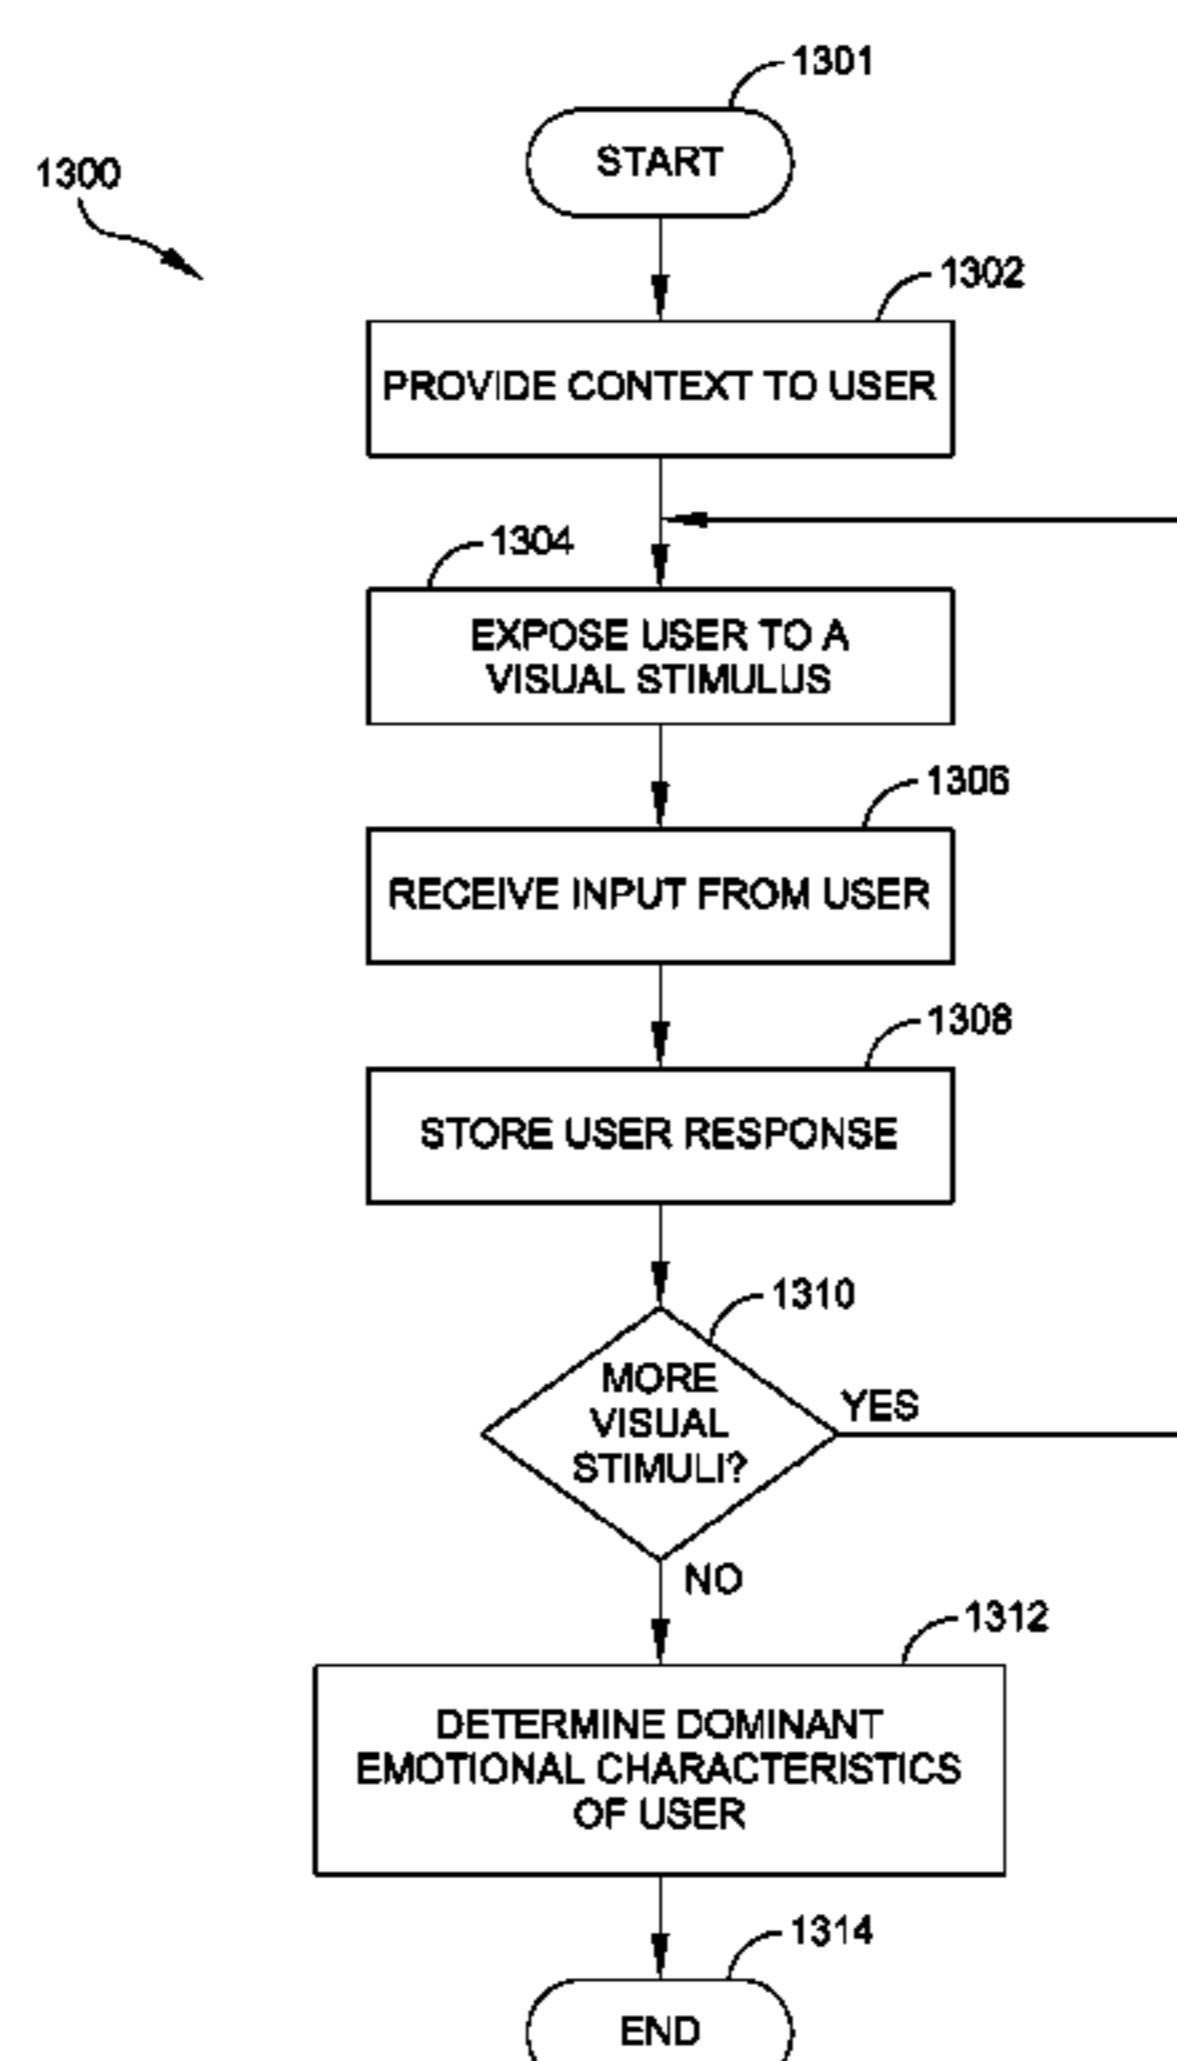 1301
START
1300
1302
PROVIDE CONTEXT TO USER
1304
EXPOSE USER TO A
VISUAL STIMULUS
1306
RECEIVE INPUT FROM USER
1308
STORE USER RESPONSE
1310
MORE
VISUAL
STIMULI?
YES
NO
1312
DETERMINE DOMINANT
EMOTIONAL CHARACTERISTICS
OF USER
1314
END